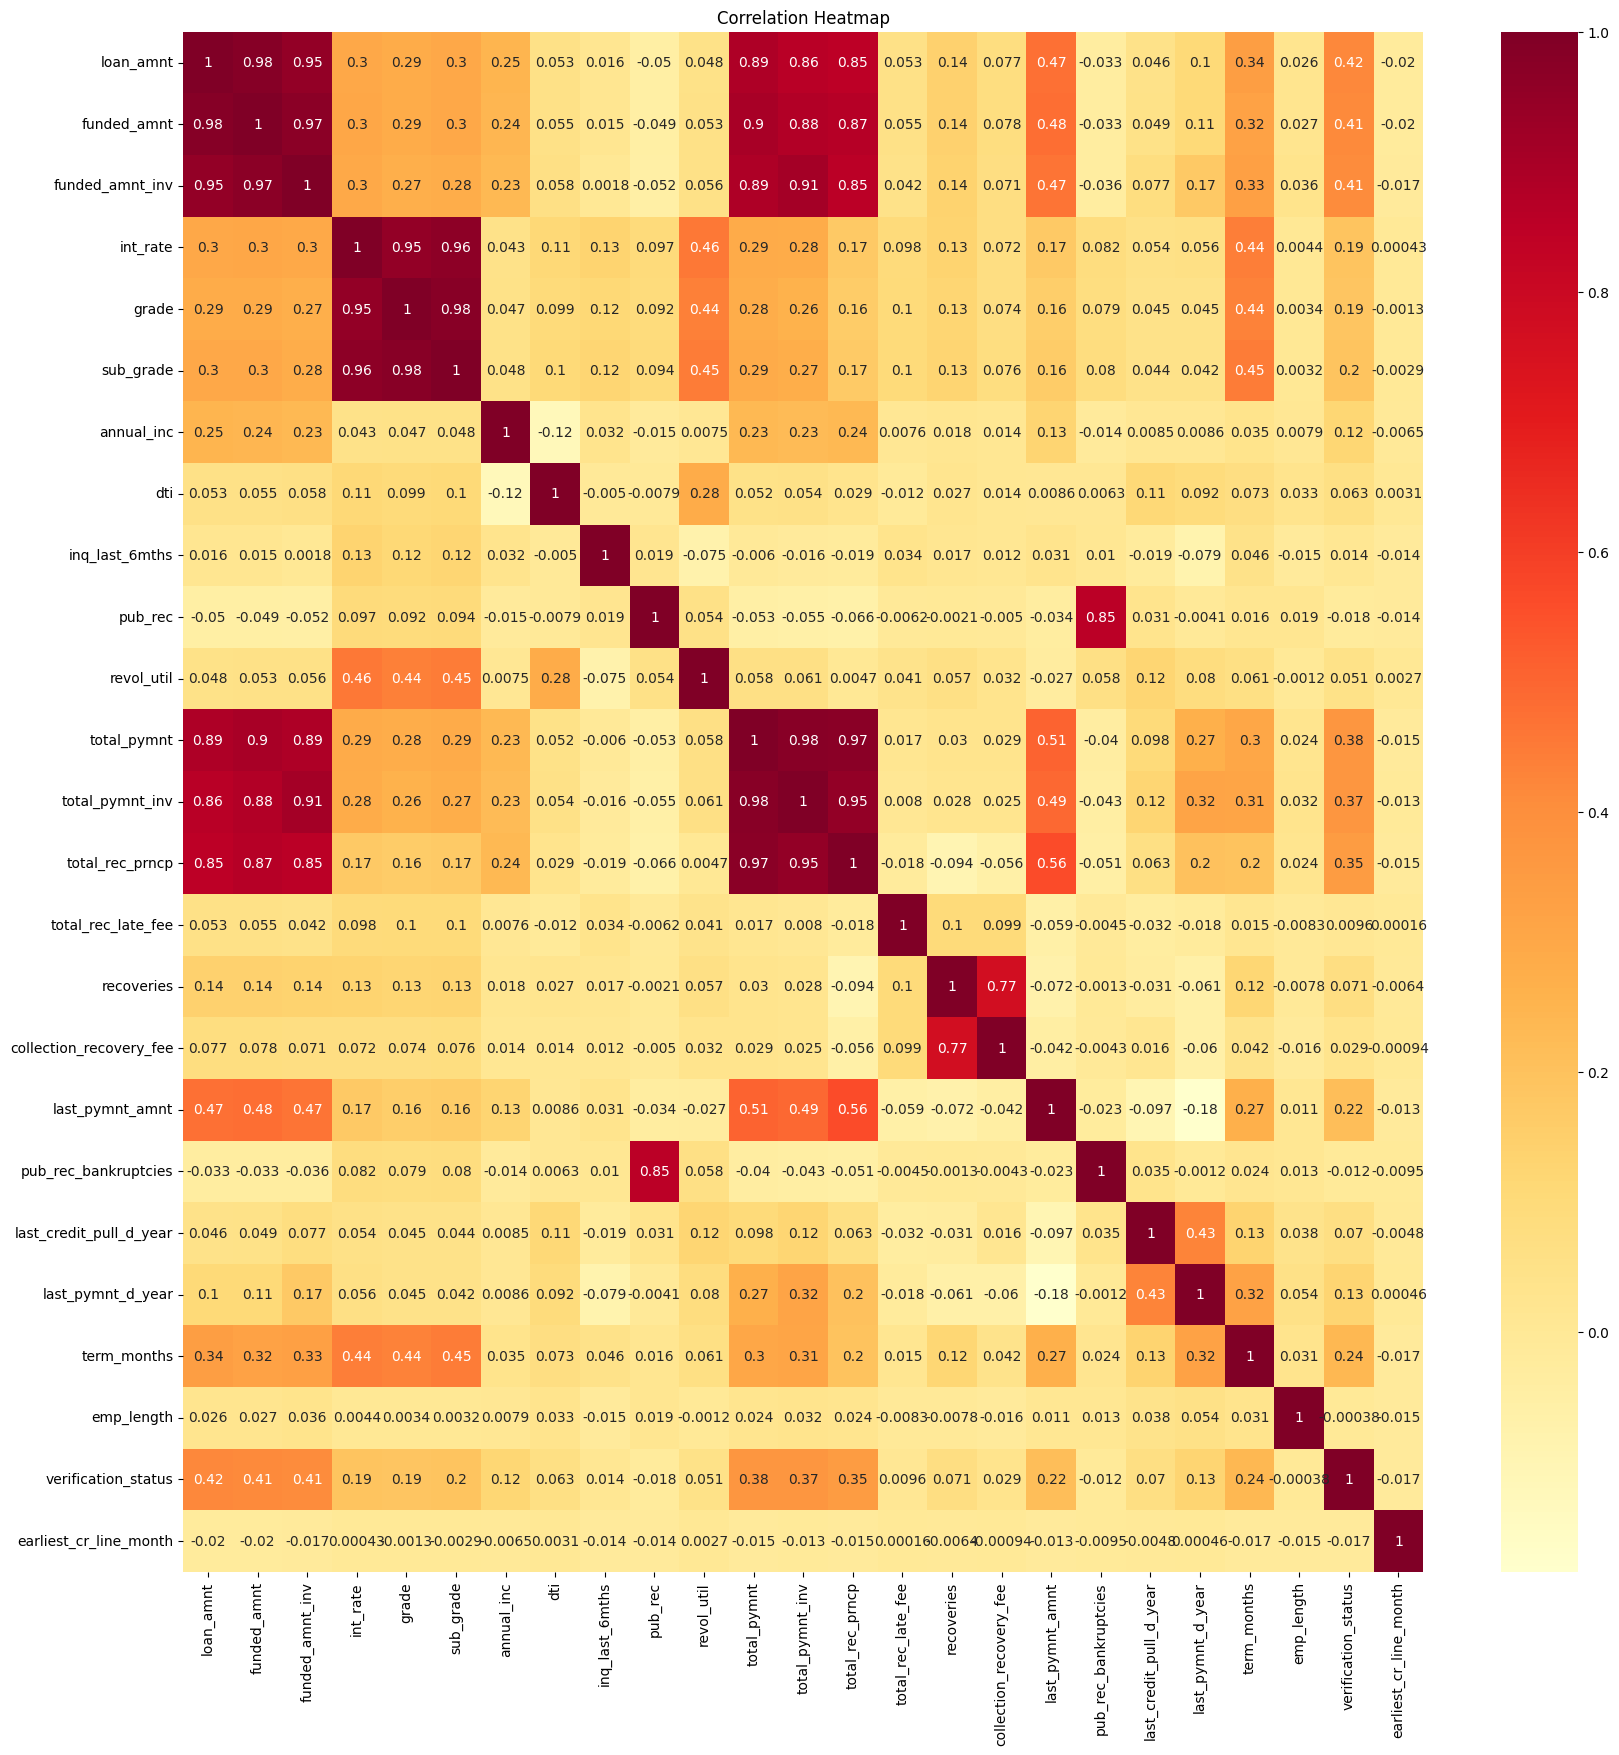 Correlation Heatmap
loan_amnt 1 0.98 0.95 0.3 0.29 0.3 0.25 0.053 0.016 -0.05 0.048 0.89 0.86 0.85 0.053 0.14 0.077 0.47 -0.033 0.046 0.1 0.34 0.026 0.42 -0.02
funded_amnt 0.98 1 0.97 0.3 0.29 0.3 0.24 0.055 0.015 -0.049 0.053 0.9 0.88 0.87 0.055 0.14 0.078 0.48 -0.033 0.049 0.11 0.32 0.027 0.41 -0.02
funded_amnt_inv 0.95 0.97 1 0.3 0.27 0.28 0.23 0.058 0.0018 -0.052 0.056 0.89 0.91 0.85 0.042 0.14 0.071 0.47 -0.036 0.077 0.17 0.33 0.036 0.41 -0.017
int_rate 0.3 0.3 0.3 1 0.95 0.96 0.043 0.11 0.13 0.097 0.46 0.29 0.28 0.17 0.098 0.13 0.072 0.17 0.082 0.054 0.056 0.44 0.0044 0.19 0.00043
grade 0.29 0.29 0.27 0.95 1 0.98 0.047 0.099 0.12 0.092 0.44 0.28 0.26 0.16 0.1 0.13 0.074 0.16 0.079 0.045 0.045 0.44 0.0034 0.19 -0.0013
sub_grade 0.3 0.3 0.28 0.96 0.98 1 0.048 0.1 0.12 0.094 0.45 0.29 0.27 0.17 0.1 0.13 0.076 0.16 0.08 0.044 0.042 0.45 0.0032 0.2 -0.0029
annual_inc 0.25 0.24 0.23 0.043 0.047 0.048 1 -0.12 0.032 -0.015 0.0075 0.23 0.23 0.24 0.0076 0.018 0.014 0.13 -0.014 0.0085 0.0086 0.035 0.0079 0.12 -0.0065
dti 0.053 0.055 0.058 0.11 0.099 0.1 -0.12 1 -0.005 -0.0079 0.28 0.052 0.054 0.029 -0.012 0.027 0.014 0.0086 0.0063 0.11 0.092 0.073 0.033 0.063 0.0031
inq_last_6mths 0.016 0.015 0.0018 0.13 0.12 0.12 0.032 -0.005 1 0.019 -0.075 -0.006 -0.016 -0.019 0.034 0.017 0.012 0.031 0.01 -0.019 -0.079 0.046 -0.015 0.014 -0.014
pub_rec -0.05 -0.049 -0.052 0.097 0.092 0.094 -0.015 -0.0079 0.019 1 0.054 -0.053 -0.055 -0.066 -0.0062 -0.0021 -0.005 -0.034 0.85 0.031 -0.0041 0.016 0.019 -0.018 -0.014
revol_util 0.048 0.053 0.056 0.46 0.44 0.45 0.0075 0.28 -0.075 0.054 1 0.058 0.061 0.0047 0.041 0.057 0.032 -0.027 0.058 0.12 0.08 0.061 -0.0012 0.051 0.0027
total_pymnt 0.89 0.9 0.89 0.29 0.28 0.29 0.23 0.052 -0.006 -0.053 0.058 1 0.98 0.97 0.017 0.03 0.029 0.51 -0.04 0.098 0.27 0.3 0.024 0.38 -0.015
total_pymnt_inv 0.86 0.88 0.91 0.28 0.26 0.27 0.23 0.054 -0.016 -0.055 0.061 0.98 1 0.95 0.008 0.028 0.025 0.49 -0.043 0.12 0.32 0.31 0.032 0.37 -0.013
total_rec_prncp 0.85 0.87 0.85 0.17 0.16 0.17 0.24 0.029 -0.019 -0.066 0.0047 0.97 0.95 1 -0.018 -0.094 -0.056 0.56 -0.051 0.063 0.2 0.2 0.024 0.35 -0.015
total_rec_late_fee 0.053 0.055 0.042 0.098 0.1 0.1 0.0076 -0.012 0.034 -0.0062 0.041 0.017 0.008 -0.018 1 0.1 0.099 -0.059 -0.0045 -0.032 -0.018 0.015 -0.0083 0.0096 0.00016
recoveries 0.14 0.14 0.14 0.13 0.13 0.13 0.018 0.027 0.017 -0.0021 0.057 0.03 0.028 -0.094 0.1 1 0.77 -0.072 -0.0013 -0.031 -0.061 0.12 -0.0078 0.071 -0.0064
collection_recovery_fee 0.077 0.078 0.071 0.072 0.074 0.076 0.014 0.014 0.012 -0.005 0.032 0.029 0.025 -0.056 0.099 0.77 1 -0.042 -0.0043 0.016 -0.06 0.042 -0.016 0.029 -0.00094
last_pymnt_amnt 0.47 0.48 0.47 0.17 0.16 0.16 0.13 0.0086 0.031 -0.034 -0.027 0.51 0.49 0.56 -0.059 -0.072 -0.042 1 -0.023 -0.097 -0.18 0.27 0.011 0.22 -0.013
pub_rec_bankruptcies -0.033 -0.033 -0.036 0.082 0.079 0.08 -0.014 0.0063 0.01 0.85 0.058 -0.04 -0.043 -0.051 -0.0045 -0.0013 -0.0043 -0.023 1 0.035 -0.0012 0.024 0.013 -0.012 -0.0095
last_credit_pull_d_year 0.046 0.049 0.077 0.054 0.045 0.044 0.0085 0.11 -0.019 0.031 0.12 0.098 0.12 0.063 -0.032 -0.031 0.016 -0.097 0.035 1 0.43 0.13 0.038 0.07 -0.0048
last_pymnt_d_year 0.1 0.11 0.17 0.056 0.045 0.042 0.0086 0.092 -0.079 -0.0041 0.08 0.27 0.32 0.2 -0.018 -0.061 -0.06 -0.18 -0.0012 0.43 1 0.32 0.054 0.13 0.00046
term_months 0.34 0.32 0.33 0.44 0.44 0.45 0.035 0.073 0.046 0.016 0.061 0.3 0.31 0.2 0.015 0.12 0.042 0.27 0.024 0.13 0.32 1 0.031 0.24 -0.017
emp_length 0.026 0.027 0.036 0.0044 0.0034 0.0032 0.0079 0.033 -0.015 0.019 -0.0012 0.024 0.032 0.024 -0.0083 -0.0078 -0.016 0.011 0.013 0.038 0.054 0.031 1 0.00038 -0.015
verification_status 0.42 0.41 0.41 0.19 0.19 0.2 0.12 0.063 0.014 -0.018 0.051 0.38 0.37 0.35 0.0096 0.071 0.029 0.22 -0.012 0.07 0.13 0.24 -0.00038 1 -0.017
earliest_cr_line_month -0.02 -0.02 -0.017 0.00043 -0.0013 -0.0029 -0.0065 0.0031 -0.014 -0.014 0.0027 -0.015 -0.013 -0.015 0.00016 -0.0064 -0.00094 -0.013 -0.0095 -0.0048 0.00046 -0.017 -0.015 -0.017 1
loan_amnt
funded_amnt
funded_amnt_inv
int_rate
grade
sub_grade
annual_inc
dti
inq_last_6mths
pub_rec
revol_util
total_pymnt
total_pymnt_inv
total_rec_prncp
total_rec_late_fee
recoveries
collection_recovery_fee
last_pymnt_amnt
pub_rec_bankruptcies
last_credit_pull_d_year
last_pymnt_d_year
term_months
emp_length
verification_status
earliest_cr_line_month
1.0
0.8
0.6
0.4
0.2
0.0